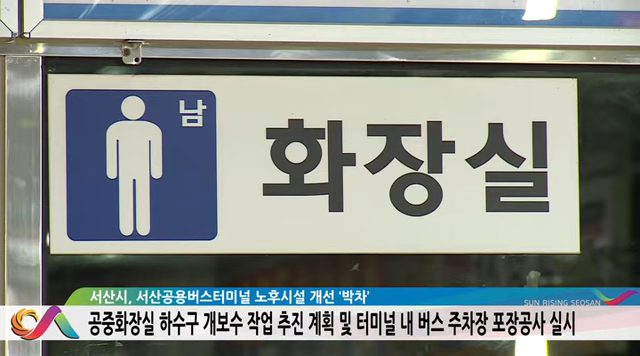 남
화장실
서산시, 서산공용버스터미널 노후시설 개선 '박차'
SUN RISING SEOSAN
공중화장실 하수구 개보수 작업 추진 계획 및 터미널 내 버스 주차장 포장공사 실시